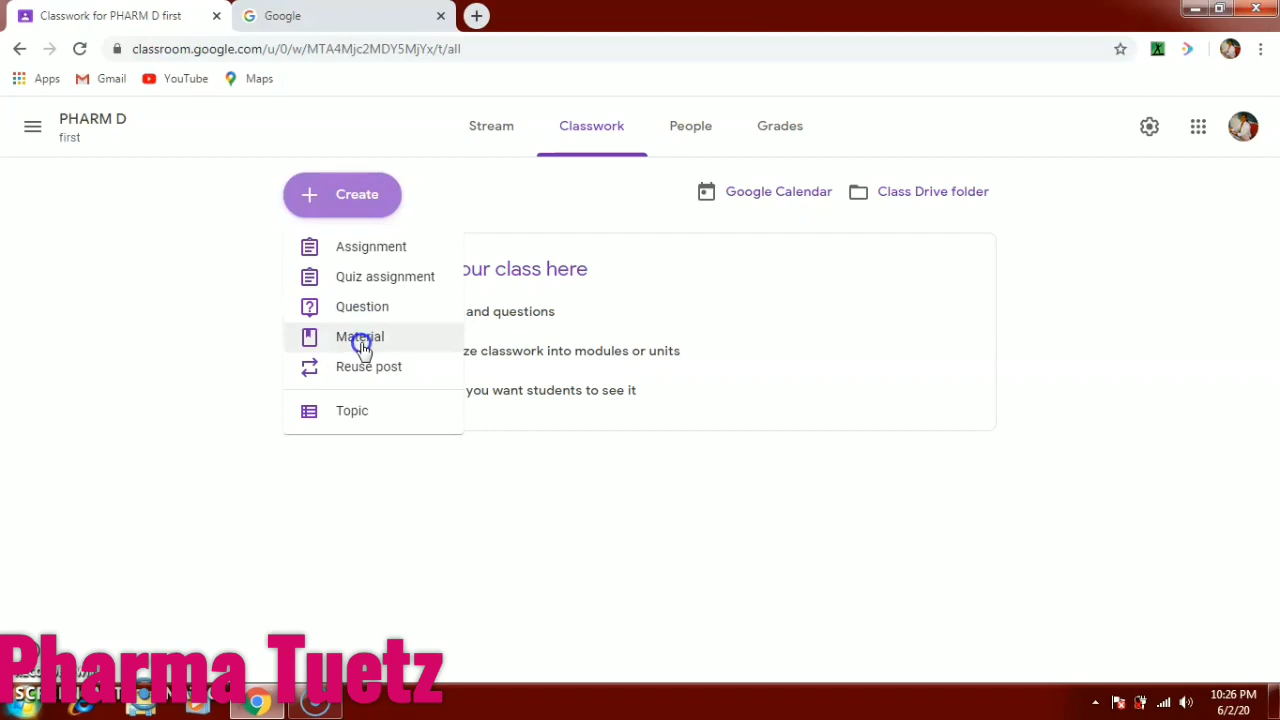 Classwork for PHARM D first
Google
classroom.google.com/u/0/w/MTA4Mjc2MDY5MjYx/t/all
Apps
Gmail
YouTube
Maps
PHARM D
first
Stream
Classwork
People
Grades
Create
Google Calendar
Class Drive folder
Assignment
Quiz assignment
Question
Material
Reuse post
Topic
our class here
and questions
ze classwork into modules or units
you want students to see it
Pharma Tuetz
10:26 PM
6/2/20